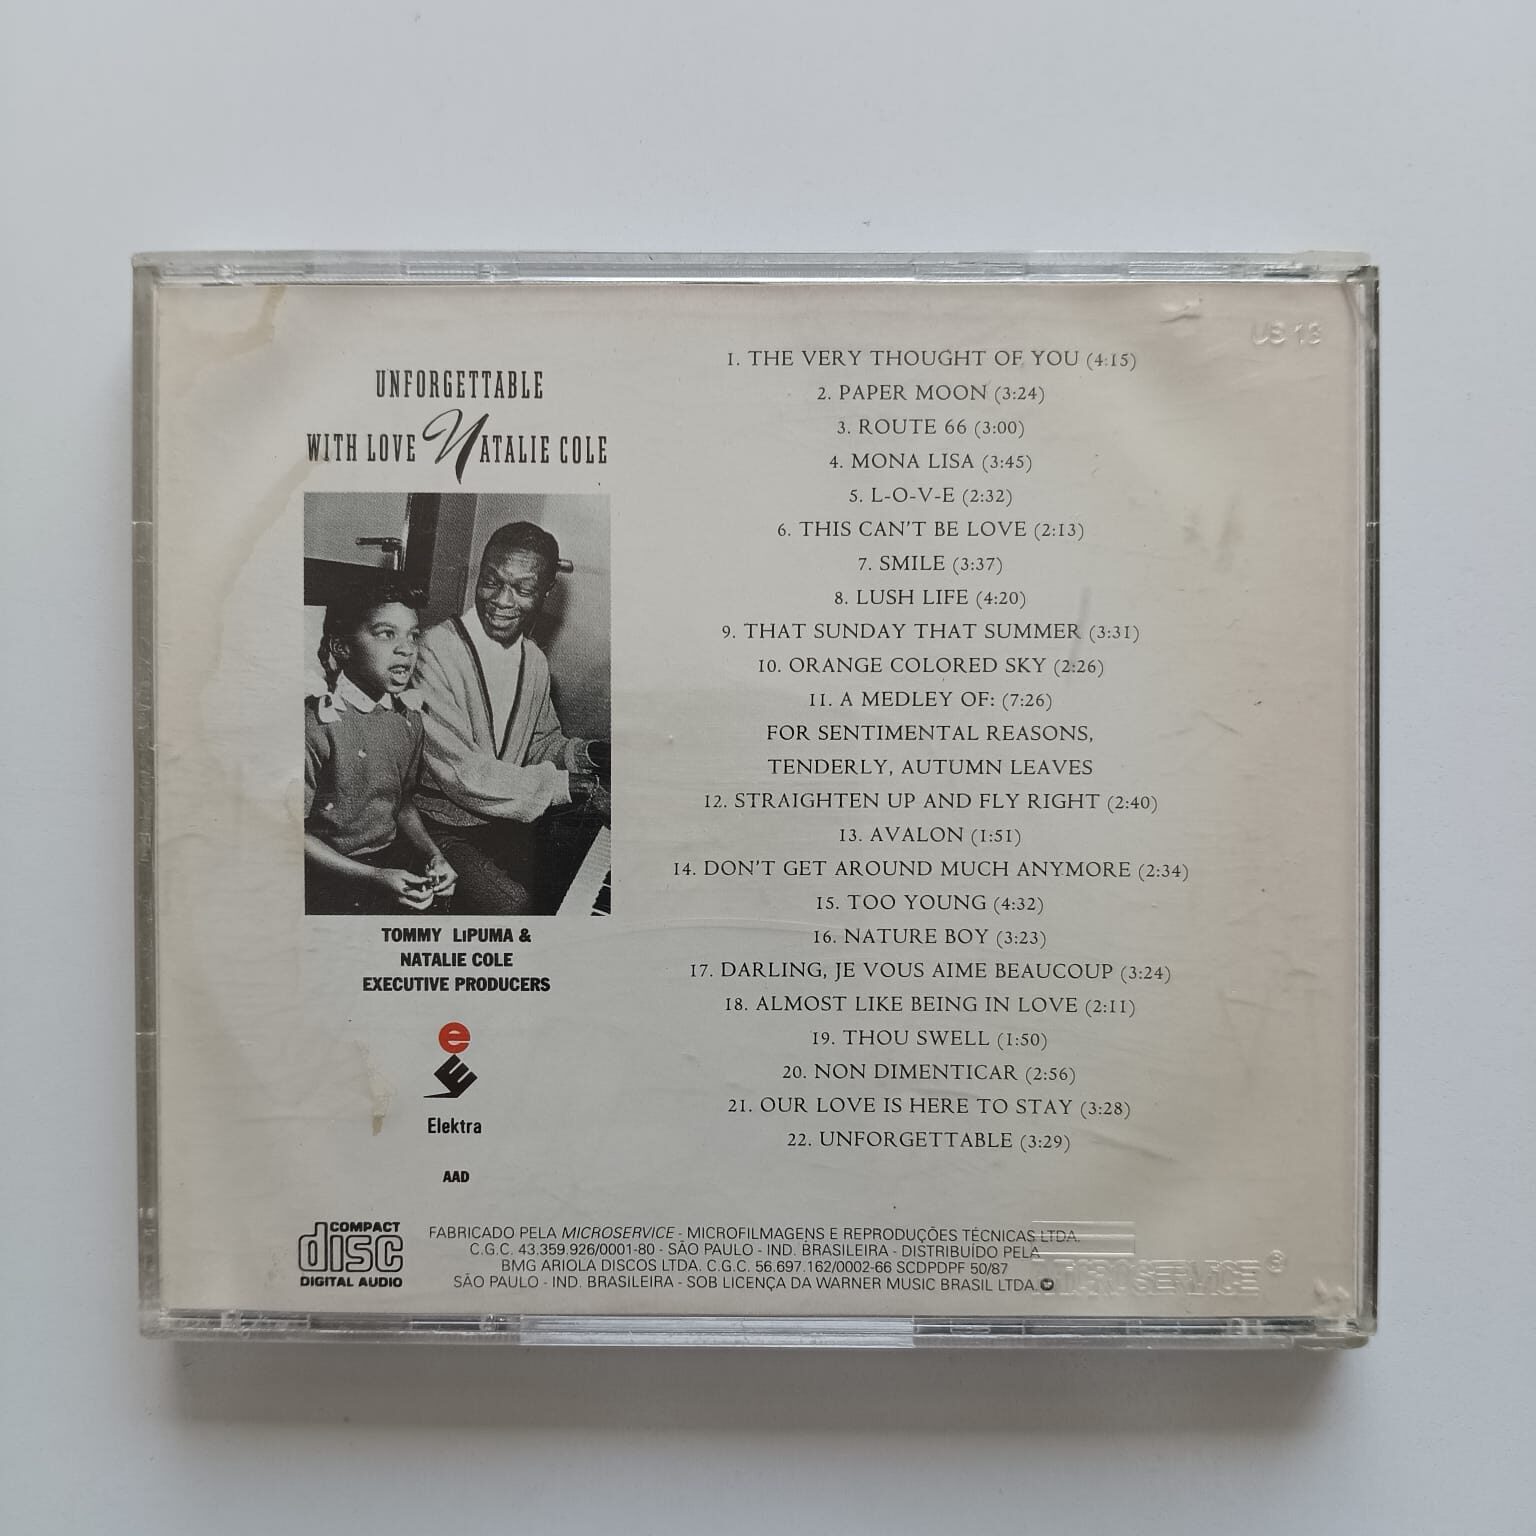 UNFORGETTABLE
WITH LOVE NATALIE COLE
TOMMY LiPUMA &
NATALIE COLE
EXECUTIVE PRODUCERS
e
E
Elektra
AAD
1. THE VERY THOUGHT OF YOU (4:15)
2. PAPER MOON (3:24)
3. ROUTE 66 (3:00)
4. MONA LISA (3:45)
5. L-O-V-E (2:32)
6. THIS CAN'T BE LOVE (2:13)
7. SMILE (3:37)
8. LUSH LIFE (4:20)
9. THAT SUNDAY THAT SUMMER (3:31)
10. ORANGE COLORED SKY (2:26)
11. A MEDLEY OF: (7:26)
FOR SENTIMENTAL REASONS,
TENDERLY, AUTUMN LEAVES
12. STRAIGHTEN UP AND FLY RIGHT (2:40)
13. AVALON (1:51)
14. DON'T GET AROUND MUCH ANYMORE (2:34)
15. TOO YOUNG (4:32)
16. NATURE BOY (3:23)
17. DARLING, JE VOUS AIME BEAUCOUP (3:24)
18. ALMOST LIKE BEING IN LOVE (2:11)
19. THOU SWELL (1:50)
20. NON DIMENTICAR (2:56)
21. OUR LOVE IS HERE TO STAY (3:28)
22. UNFORGETTABLE (3:29)
COMPACT
disc
DIGITAL AUDIO
FABRICADO PELA MICROSERVICE - MICROFILMAGENS E REPRODUÇÕES TÉCNICAS LTDA.
C.G.C. 43.359.926/0001-80 - SÃO PAULO - IND. BRASILEIRA - DISTRIBUÍDO PELA
BMG ARIOLA DISCOS LTDA. C.G.C. 56.697.162/0002-66 SCDPDPF 50/87
SÃO PAULO - IND. BRASILEIRA - SOB LICENÇA DA WARNER MUSIC BRASIL LTDA.
MICROSERVICE ®